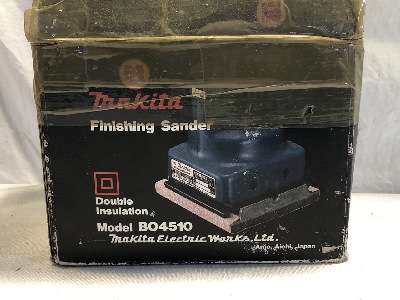 Makita
Finishing Sander
Double
Insulation
Model BO4510
Makita Electric Works, Ltd.
Anjo, Aichi, Japan